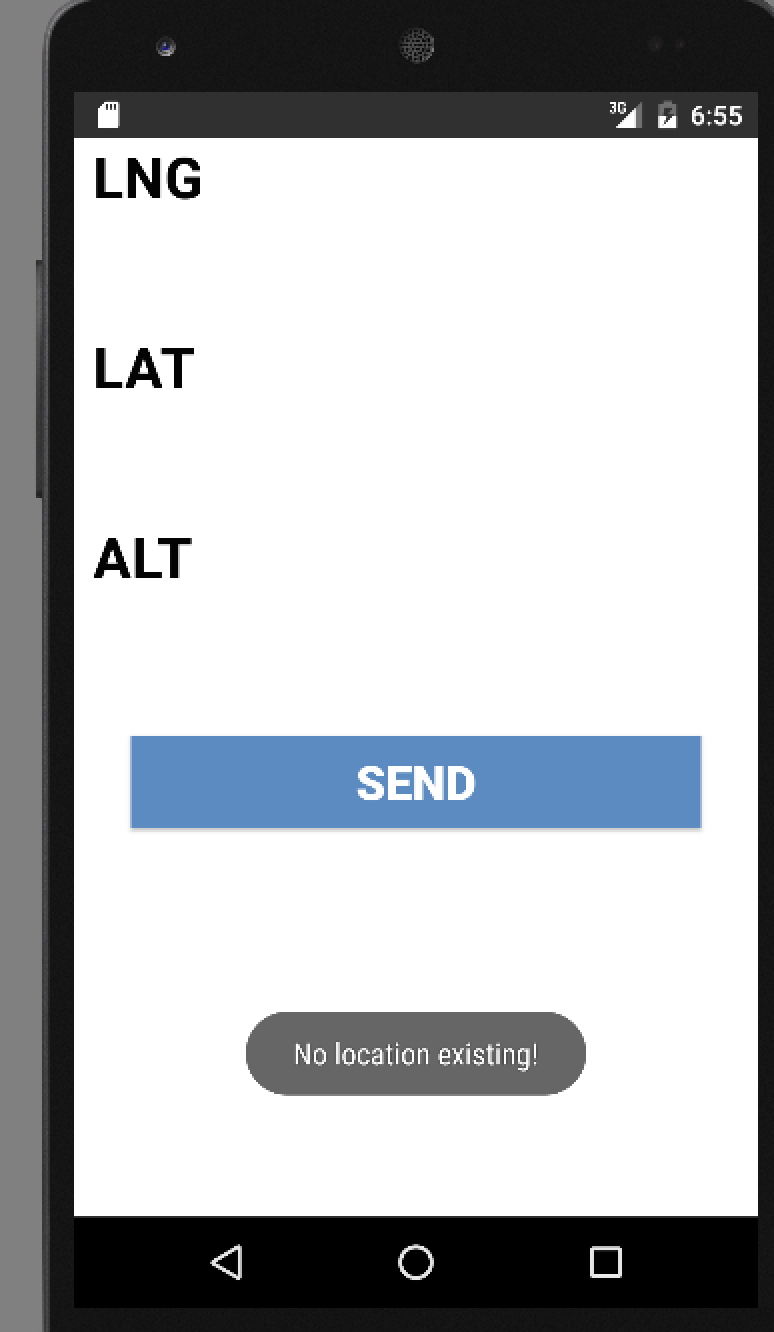 3G 6:55
LNG
LAT
ALT
SEND
No location existing!